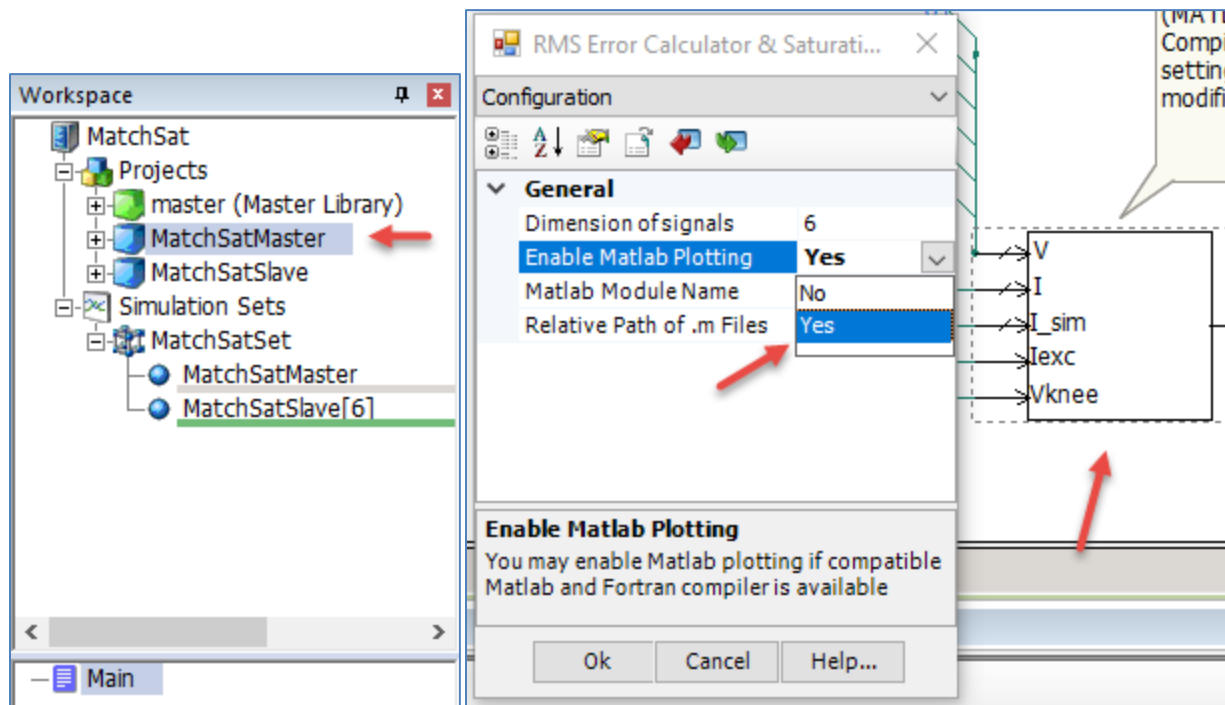 Workspace
MatchSat
Projects
master (Master Library)
MatchSatMaster
MatchSatSlave
Simulation Sets
MatchSatSet
MatchSatMaster
MatchSatSlave[6]
Main
RMS Error Calculator & Saturati...
Configuration
General
Dimension of signals 6
Enable Matlab Plotting Yes
Matlab Module Name
No
Relative Path of .m Files
Yes
Enable Matlab Plotting
You may enable Matlab plotting if compatible
Matlab and Fortran compiler is available
Ok Cancel Help...
V
I
I_sim
Iexc
Vknee